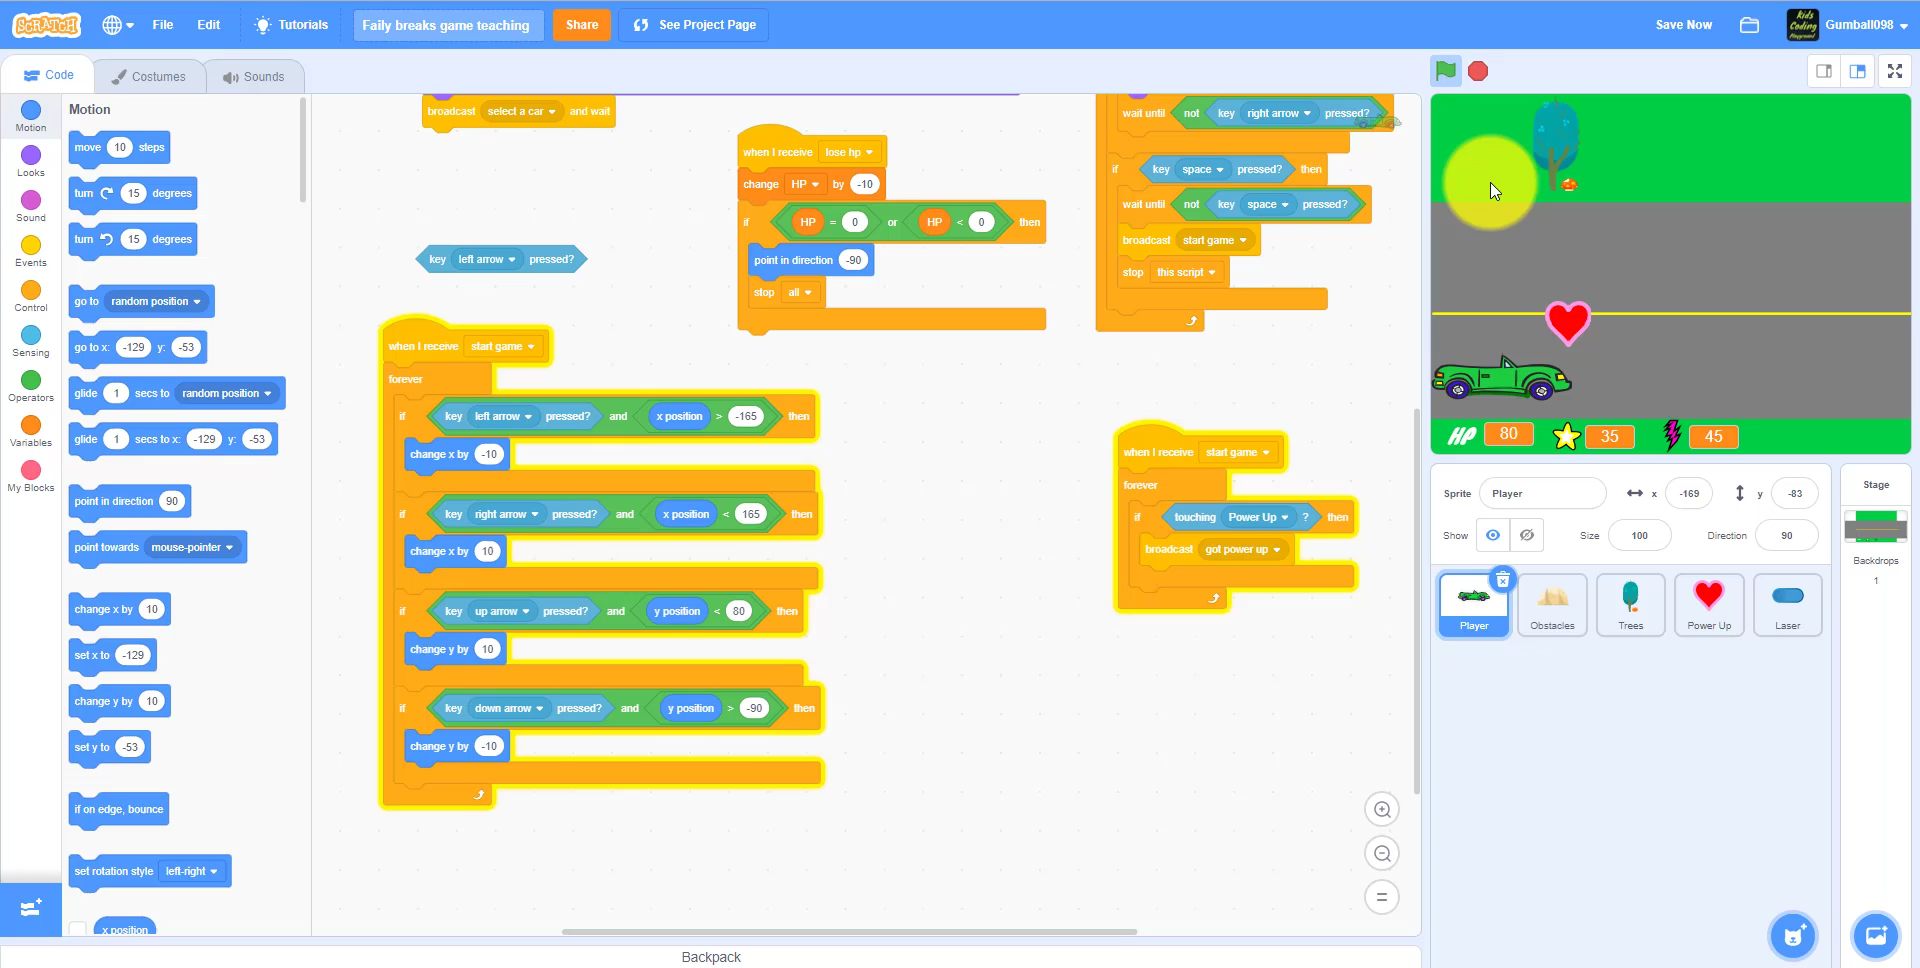 SCRATCH
File
Edit
Tutorials
Faily breaks game teaching
Share
See Project Page
Save Now
Kids Coding Playground
Gumball098
Code
Costumes
Sounds
Motion
Looks
Sound
Events
Control
Sensing
Operators
Variables
My Blocks
Motion
move 10 steps
turn 15 degrees
turn 15 degrees
go to random position
go to x: -129 y: -53
glide 1 secs to random position
glide 1 secs to x: -129 y: -53
point in direction 90
point towards mouse-pointer
change x by 10
set x to -129
change y by 10
set y to -53
if on edge, bounce
set rotation style left-right
x position
broadcast select a car and wait
key left arrow pressed?
when I receive start game
forever
if key left arrow pressed? and x position > -165 then
change x by -10
if key right arrow pressed? and x position < 165 then
change x by 10
if key up arrow pressed? and y position < 80 then
change y by 10
if key down arrow pressed? and y position > -90 then
change y by -10
when I receive lose hp
change HP by -10
if HP = 0 or HP < 0 then
point in direction -90
stop all
wait until not key right arrow pressed?
if key space pressed? then
wait until not key space pressed?
broadcast start game
stop this script
when I receive start game
forever
if touching Power Up ? then
broadcast got power up
HP 80 35 45
Sprite Player x -169 y -83
Show Size 100 Direction 90
Player
Obstacles
Trees
Power Up
Laser
Stage
Backdrops
1
Backpack